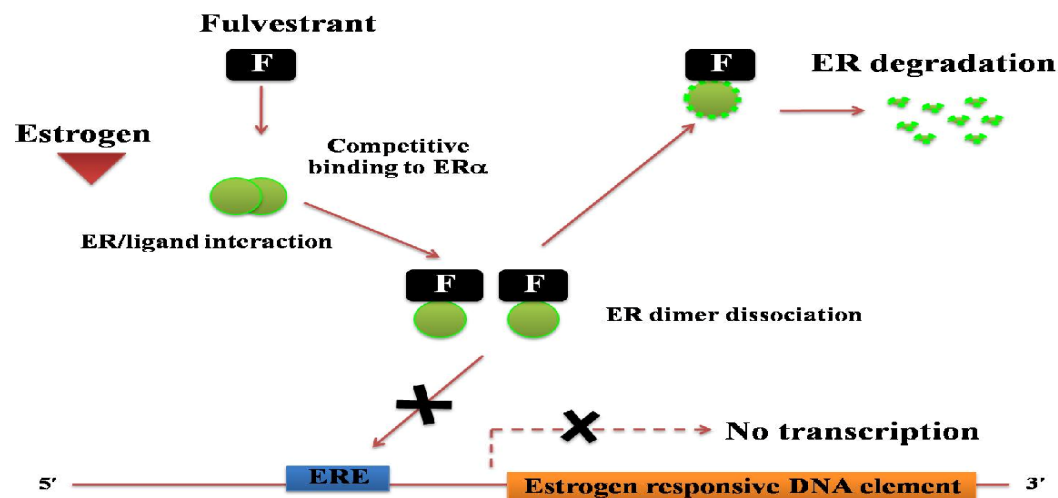 Fulvestrant
F
Estrogen
Competitive
binding to ERα
ER/ligand interaction
F
ER degradation
F
F
ER dimer dissociation
No transcription
5′
ERE
Estrogen responsive DNA element
3′